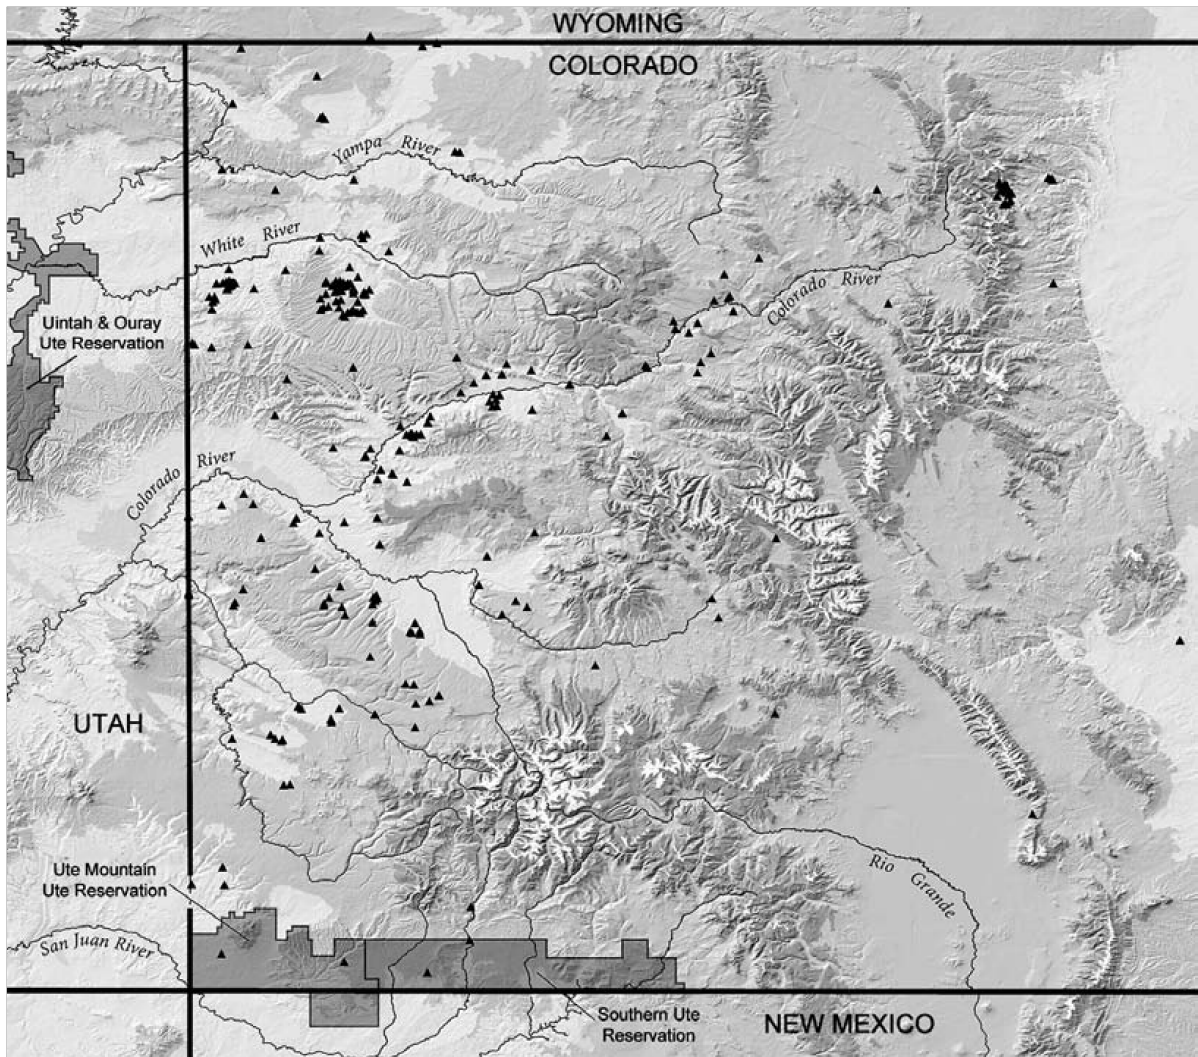 WYOMING
COLORADO
Yampa River
White River
Colorado River
Uintah & Ouray
Ute Reservation
Colorado River
UTAH
Ute Mountain
Ute Reservation
Rio Grande
San Juan River
Southern Ute
Reservation
NEW MEXICO